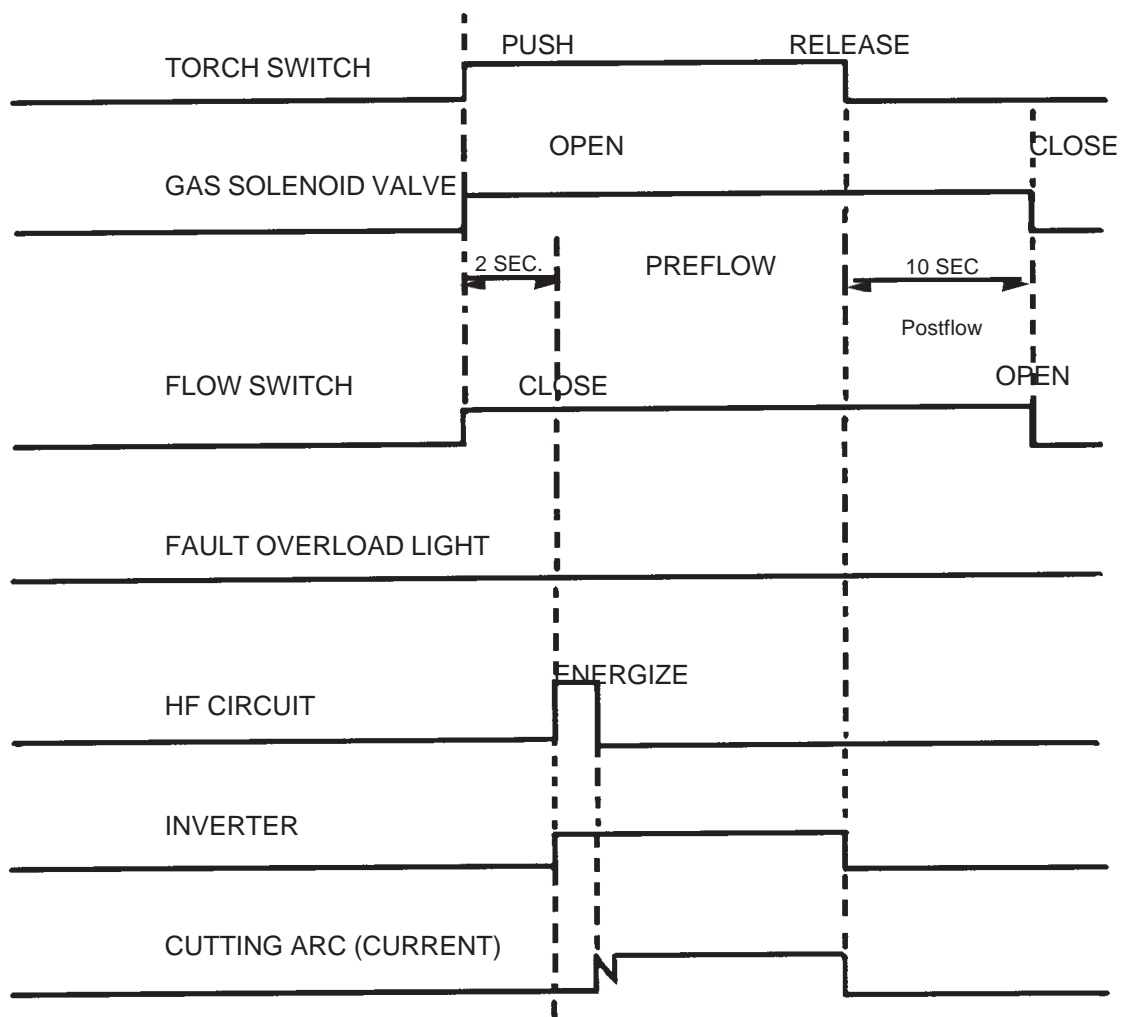 PUSH RELEASE
TORCH SWITCH
OPEN CLOSE
GAS SOLENOID VALVE
2 SEC. PREFLOW 10 SEC
Postflow
FLOW SWITCH CLOSE OPEN
FAULT OVERLOAD LIGHT
ENERGIZE
HF CIRCUIT
INVERTER
CUTTING ARC (CURRENT)